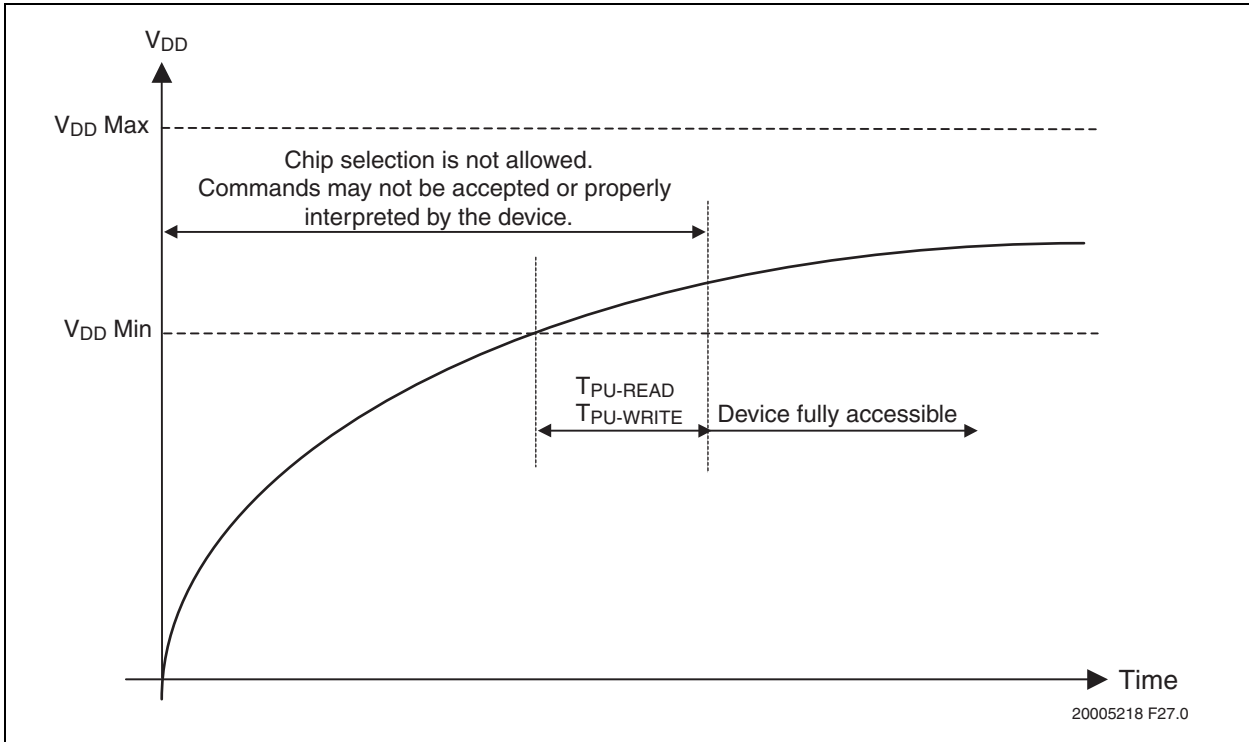 VDD
VDD Max
Chip selection is not allowed.
Commands may not be accepted or properly
interpreted by the device.
VDD Min
TPU-READ
TPU-WRITE
Device fully accessible
Time
20005218 F27.0